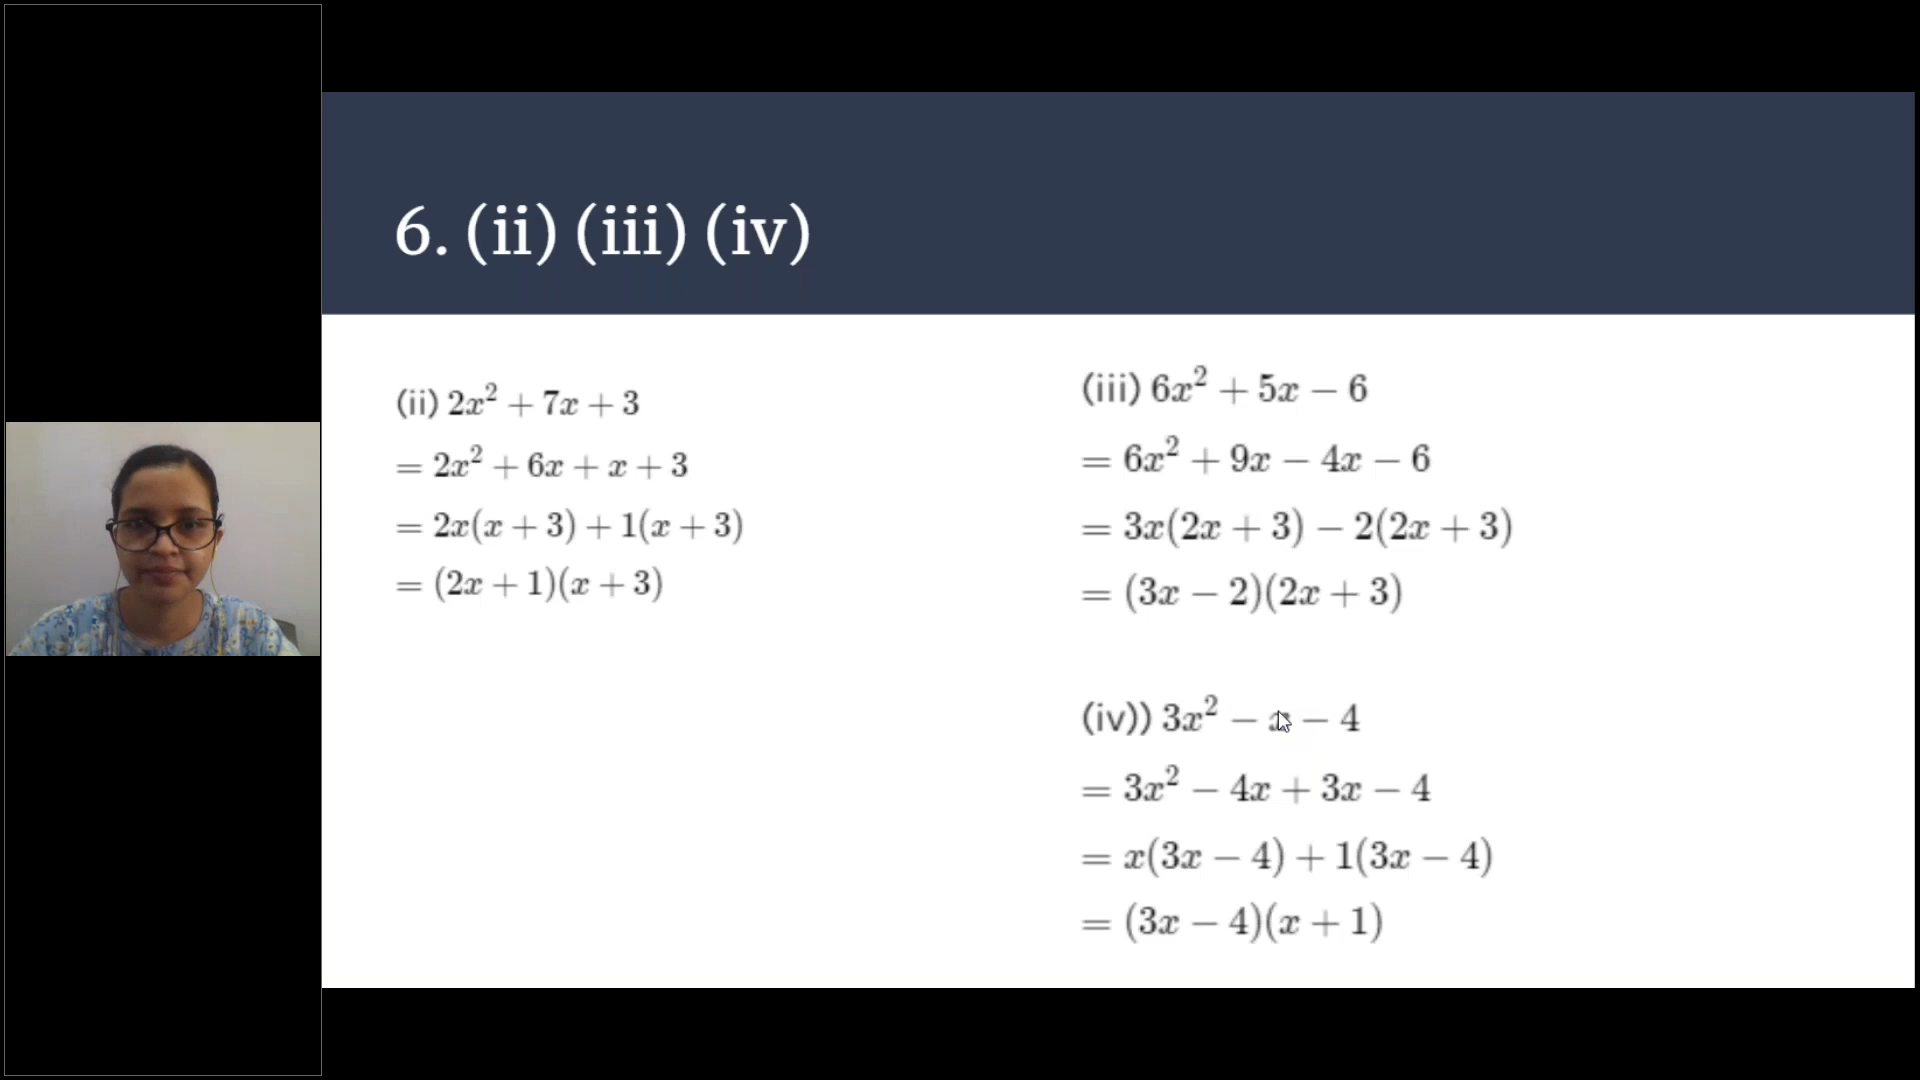 6. (ii) (iii) (iv)
(ii) 2x² + 7x + 3
= 2x² + 6x + x + 3
= 2x(x + 3) + 1(x + 3)
= (2x + 1)(x + 3)
(iii) 6x² + 5x − 6
= 6x² + 9x − 4x − 6
= 3x(2x + 3) − 2(2x + 3)
= (3x − 2)(2x + 3)
(iv)) 3x² − x − 4
= 3x² − 4x + 3x − 4
= x(3x − 4) + 1(3x − 4)
= (3x − 4)(x + 1)